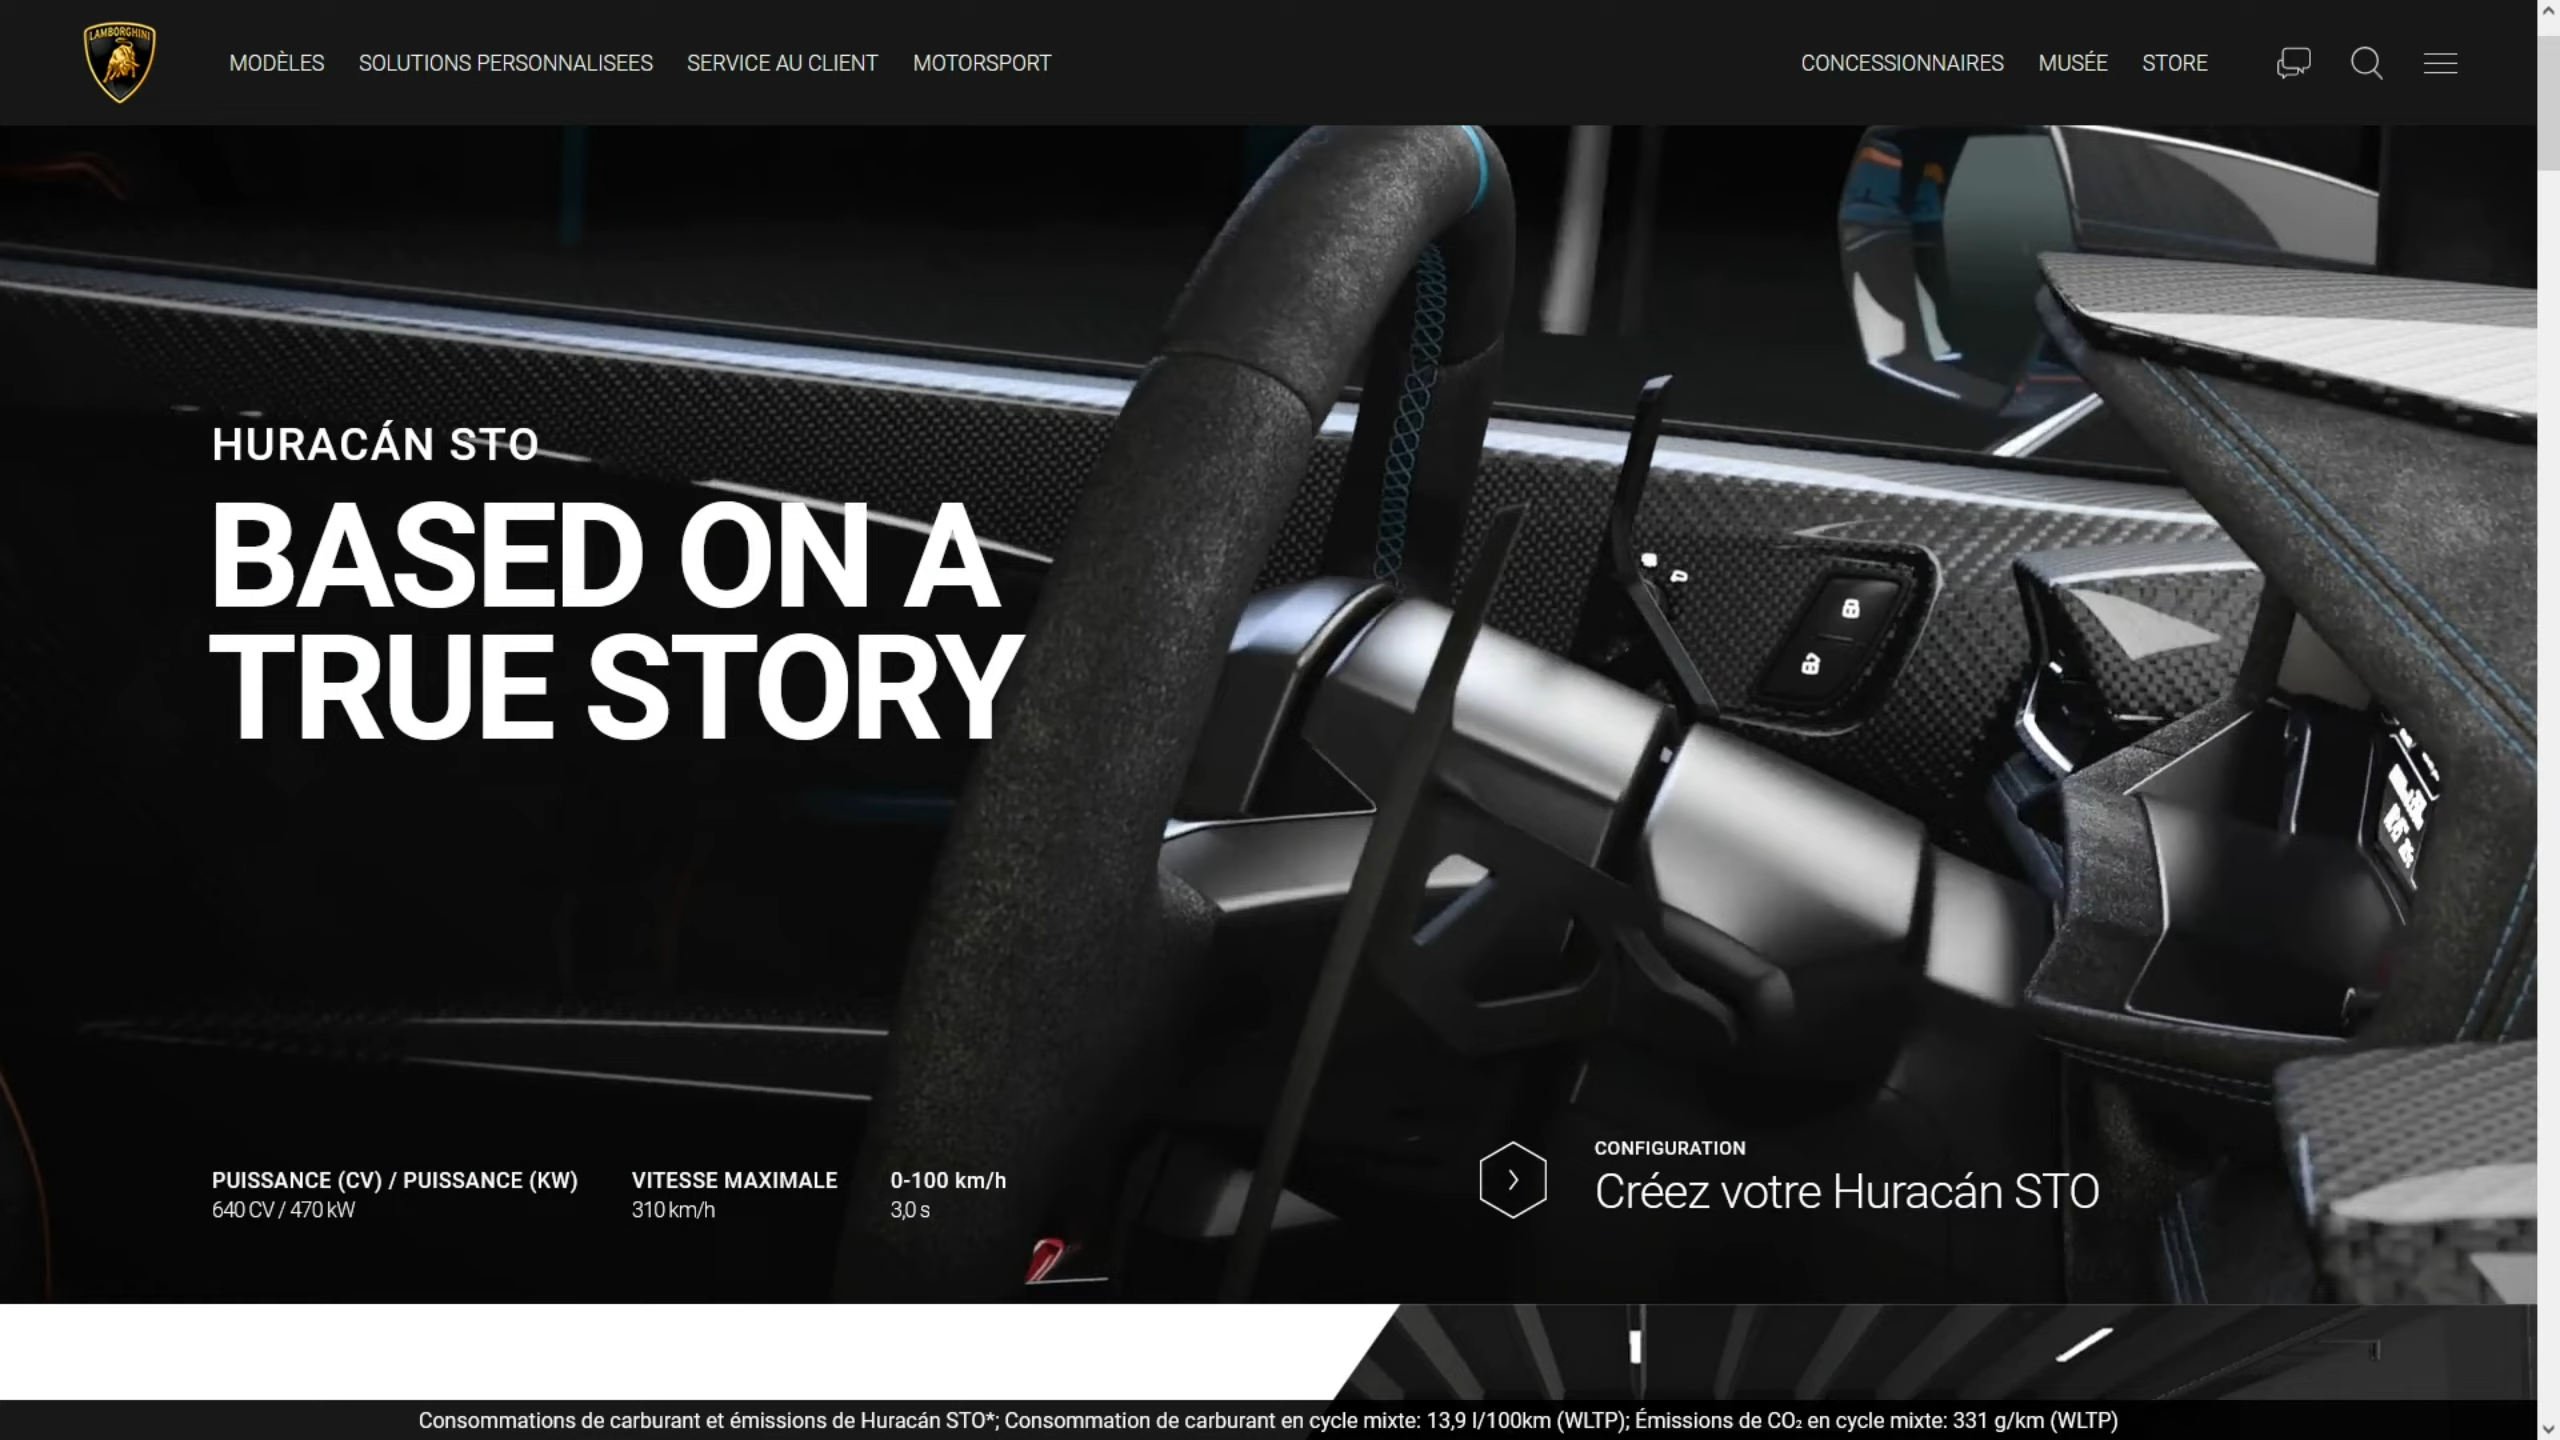 LAMBORGHINI
MODÈLES SOLUTIONS PERSONNALISEES SERVICE AU CLIENT MOTORSPORT CONCESSIONNAIRES MUSÉE STORE
HURACÁN STO
BASED ON A
TRUE STORY
PUISSANCE (CV) / PUISSANCE (KW) VITESSE MAXIMALE 0-100 km/h
640 CV / 470 kW 310 km/h 3,0 s
CONFIGURATION
Créez votre Huracán STO
Consommations de carburant et émissions de Huracán STO*; Consommation de carburant en cycle mixte: 13,9 l/100km (WLTP); Émissions de CO₂ en cycle mixte: 331 g/km (WLTP)